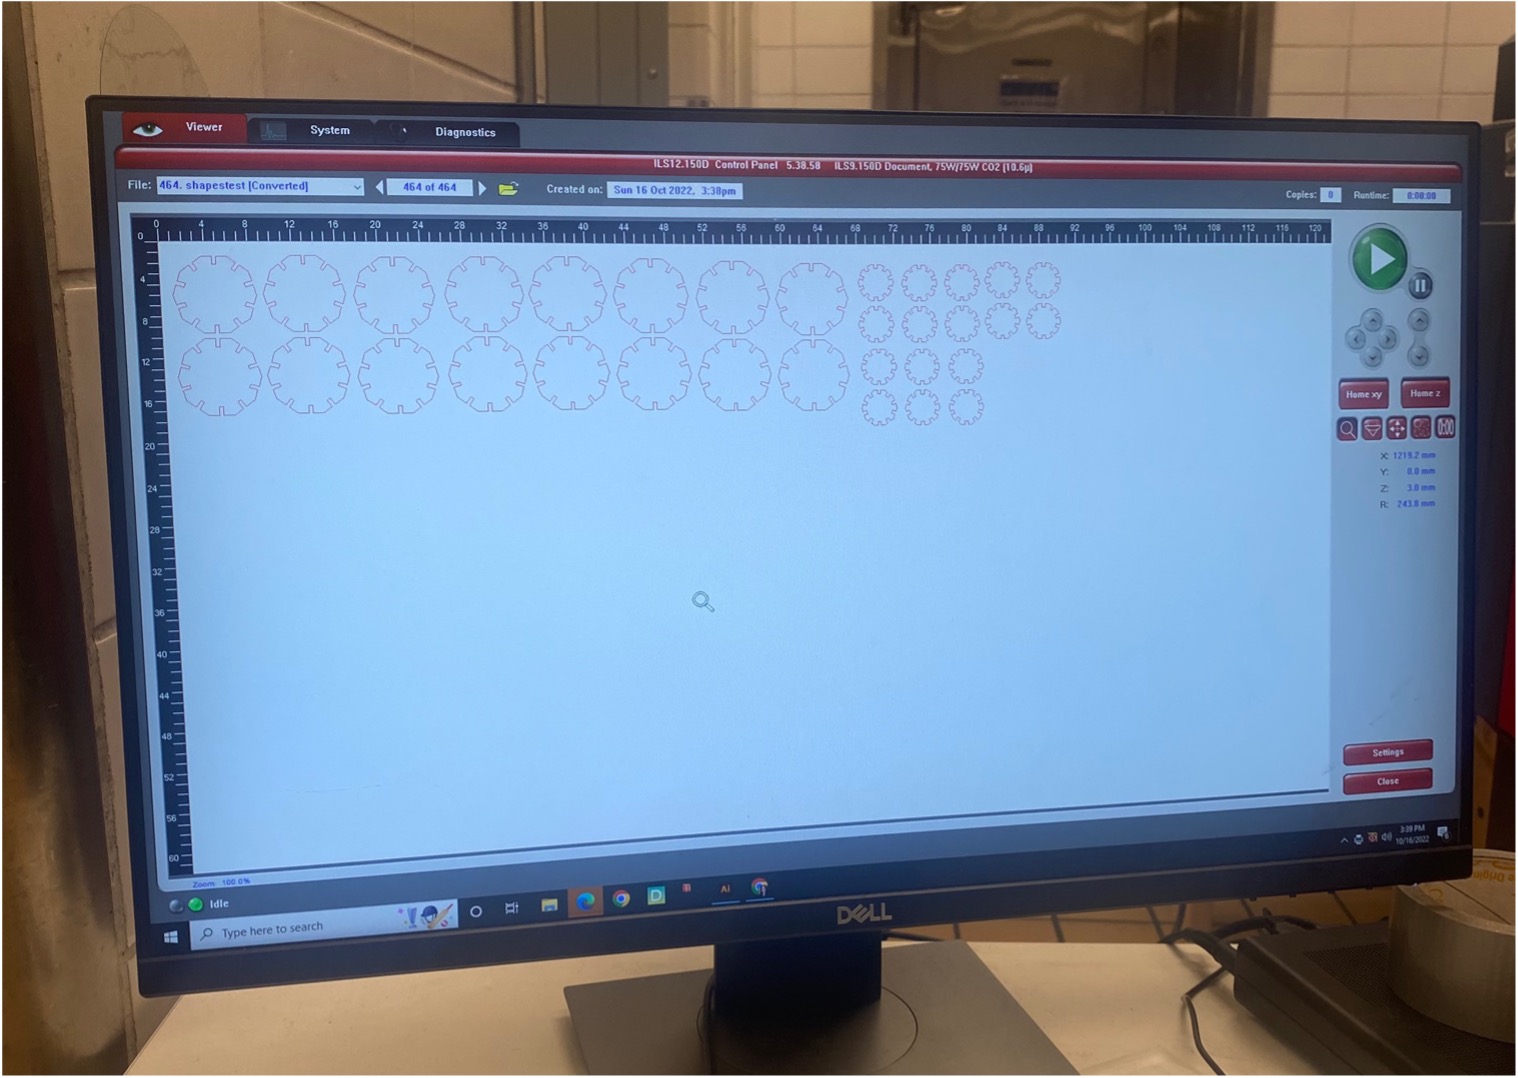 Viewer System Diagnostics
ILS12.150D Control Panel 5.38.58 ILS9.150D Document, 75W/75W CO2 (10.6µ)
File: 464. shapestest [Converted] 464 of 464 Created on: Sun 16 Oct 2022, 3:38pm Copies: 0 Runtime: 0:00:00
0 4 8 12 16 20 24 28 32 36 40 44 48 52 56 60 64 68 72 76 80 84 88 92 96 100 104 108 112 116 120
0
4
8
12
16
20
24
28
32
36
40
44
48
52
56
60
Home xy Home z
0:00
X: 1219.2 mm
Y: 0.0 mm
Z: 3.0 mm
R: 243.8 mm
Settings
Close
Zoom: 100.0%
Idle
Type here to search
Ai
3:39 PM
10/16/2022
DELL